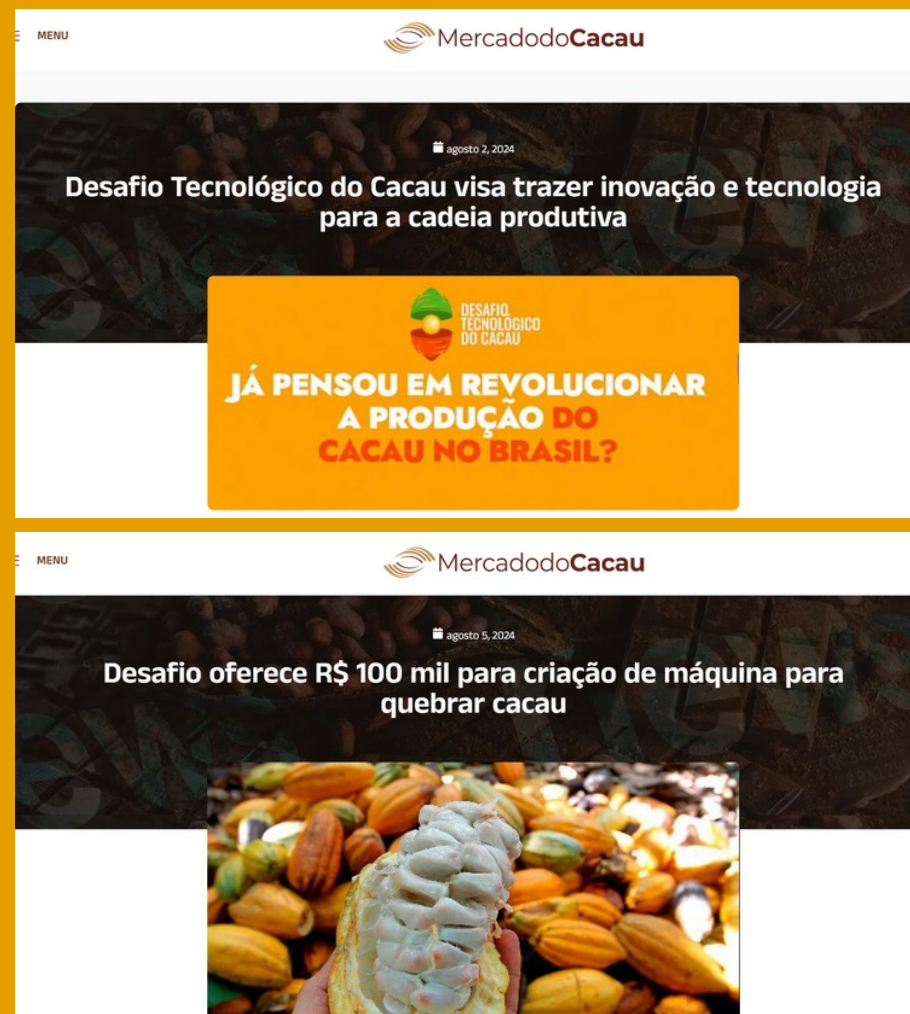 MENU
MercadodoCacau
agosto 2, 2024
Desafio Tecnológico do Cacau visa trazer inovação e tecnologia
para a cadeia produtiva
DESAFIO
TECNOLÓGICO
DO CACAU
JÁ PENSOU EM REVOLUCIONAR
A PRODUÇÃO DO
CACAU NO BRASIL?
MENU
MercadodoCacau
agosto 5, 2024
Desafio oferece R$ 100 mil para criação de máquina para
quebrar cacau